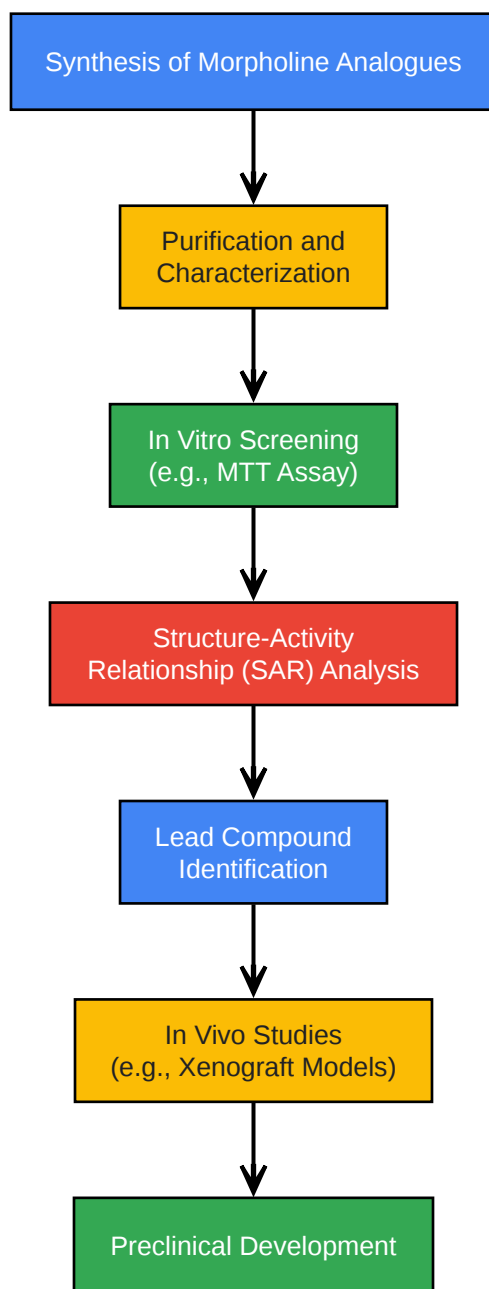 Synthesis of Morpholine Analogues
Purification and
Characterization
In Vitro Screening
(e.g., MTT Assay)
Structure-Activity
Relationship (SAR) Analysis
Lead Compound
Identification
In Vivo Studies
(e.g., Xenograft Models)
Preclinical Development